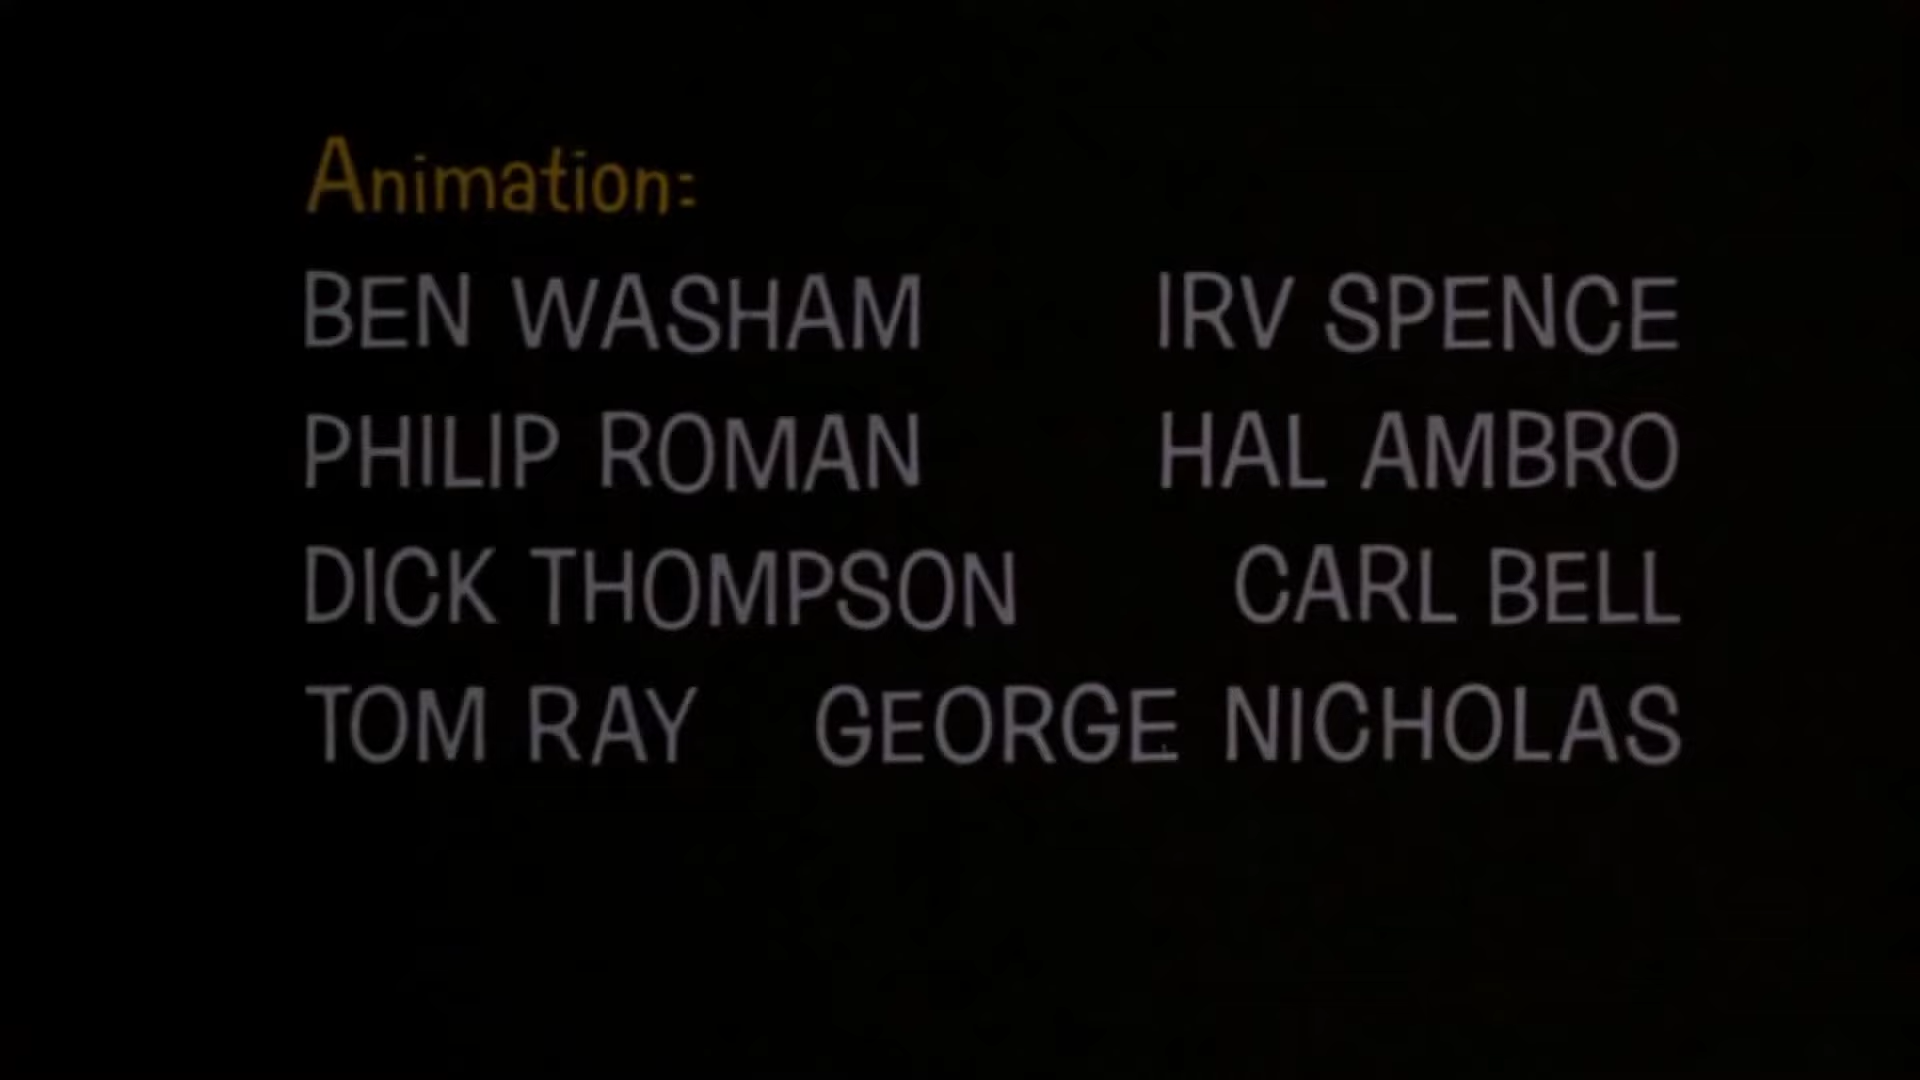 Animation:
BEN WASHAM IRV SPENCE
PHILIP ROMAN HAL AMBRO
DICK THOMPSON CARL BELL
TOM RAY GEORGE NICHOLAS